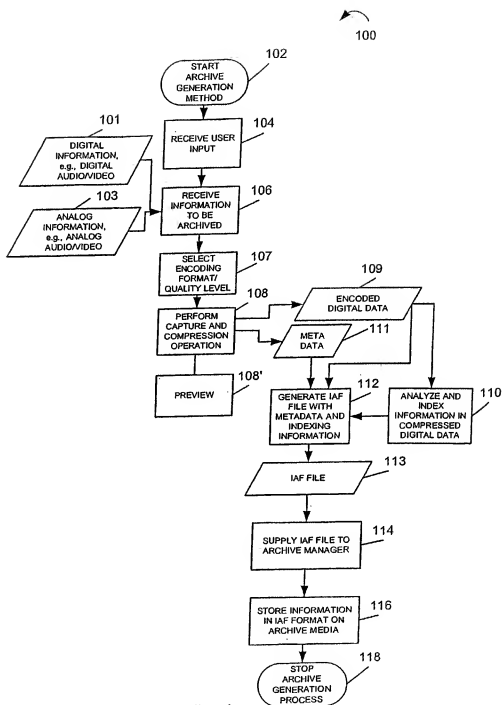 100
102
START
ARCHIVE
GENERATION
METHOD
101
DIGITAL
INFORMATION,
e.g., DIGITAL
AUDIO/VIDEO
104
RECEIVE USER
INPUT
103
ANALOG
INFORMATION,
e.g., ANALOG
AUDIO/VIDEO
106
RECEIVE
INFORMATION
TO BE
ARCHIVED
107
SELECT
ENCODING
FORMAT/
QUALITY LEVEL
109
ENCODED
DIGITAL DATA
108
PERFORM
CAPTURE AND
COMPRESSION
OPERATION
111
META
DATA
108'
PREVIEW
112
GENERATE IAF
FILE WITH
METADATA AND
INDEXING
INFORMATION
110
ANALYZE AND
INDEX
INFORMATION IN
COMPRESSED
DIGITAL DATA
113
IAF FILE
114
SUPPLY IAF FILE TO
ARCHIVE MANAGER
116
STORE INFORMATION
IN IAF FORMAT ON
ARCHIVE MEDIA
118
STOP
ARCHIVE
GENERATION
PROCESS